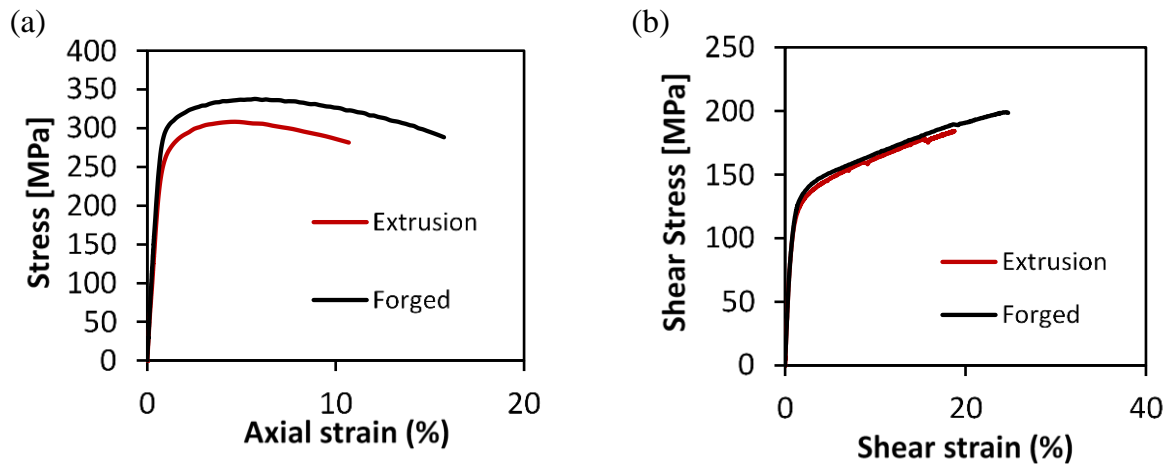 (a)
Stress [MPa]
400
350
300
250
200
150
100
50
0
Extrusion
Forged
0 10 20
Axial strain (%)
(b)
Shear Stress [MPa]
250
200
150
100
50
0
Extrusion
Forged
0 20 40
Shear strain (%)